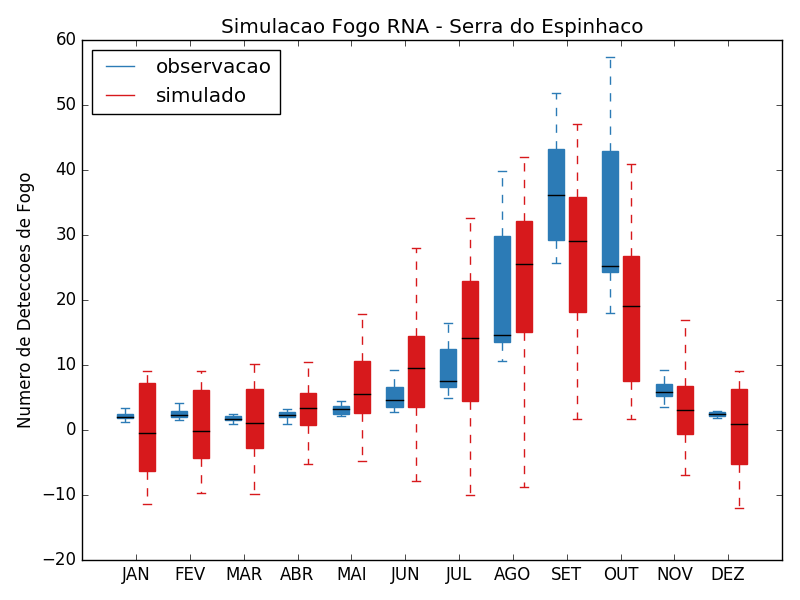 Simulacao Fogo RNA - Serra do Espinhaco
60
50
40
30
20
10
0
−10
−20
Numero de Deteccoes de Fogo
observacao
simulado
JAN FEV MAR ABR MAI JUN JUL AGO SET OUT NOV DEZ